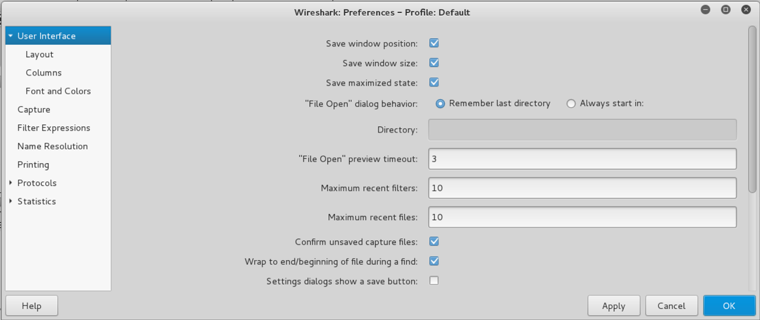 Wireshark: Preferences – Profile: Default
User Interface
Layout
Columns
Font and Colors
Capture
Filter Expressions
Name Resolution
Printing
Protocols
Statistics
Save window position:
Save window size:
Save maximized state:
"File Open" dialog behavior: Remember last directory Always start in:
Directory:
"File Open" preview timeout: 3
Maximum recent filters: 10
Maximum recent files: 10
Confirm unsaved capture files:
Wrap to end/beginning of file during a find:
Settings dialogs show a save button:
Help Apply Cancel OK